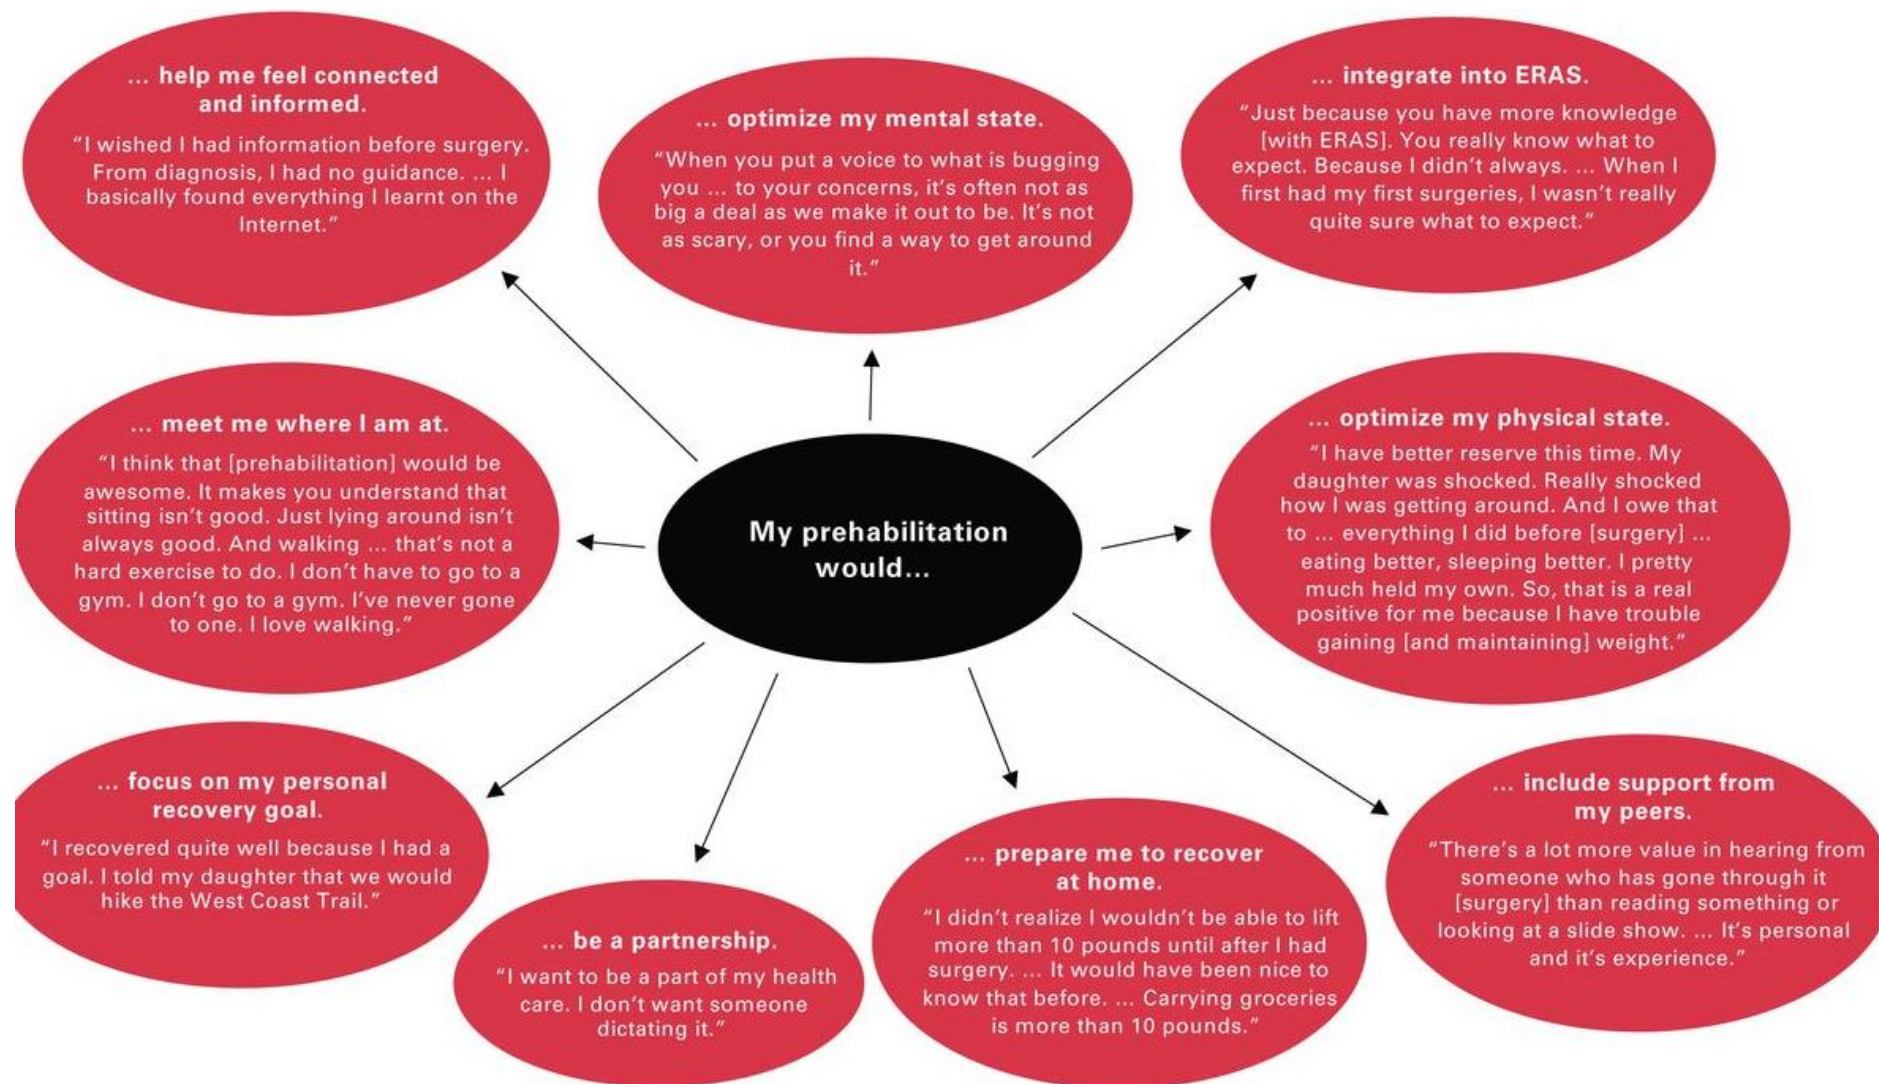 ... help me feel connected
and informed.
“I wished I had information before surgery.
From diagnosis, I had no guidance. ... I
basically found everything I learnt on the
Internet.”
... optimize my mental state.
“When you put a voice to what is bugging
you ... to your concerns, it’s often not as
big a deal as we make it out to be. It’s not
as scary, or you find a way to get around
it.”
... integrate into ERAS.
“Just because you have more knowledge
[with ERAS]. You really know what to
expect. Because I didn’t always. ... When I
first had my first surgeries, I wasn’t really
quite sure what to expect.”
... meet me where I am at.
“I think that [prehabilitation] would be
awesome. It makes you understand that
sitting isn’t good. Just lying around isn’t
always good. And walking ... that’s not a
hard exercise to do. I don’t have to go to a
gym. I don’t go to a gym. I’ve never gone
to one. I love walking.”
My prehabilitation
would...
... optimize my physical state.
“I have better reserve this time. My
daughter was shocked. Really shocked
how I was getting around. And I owe that
to ... everything I did before [surgery] ...
eating better, sleeping better. I pretty
much held my own. So, that is a real
positive for me because I have trouble
gaining [and maintaining] weight.”
... focus on my personal
recovery goal.
“I recovered quite well because I had a
goal. I told my daughter that we would
hike the West Coast Trail.”
... be a partnership.
“I want to be a part of my health
care. I don’t want someone
dictating it.”
... prepare me to recover
at home.
“I didn’t realize I wouldn’t be able to lift
more than 10 pounds until after I had
surgery. ... It would have been nice to
know that before. ... Carrying groceries
is more than 10 pounds.”
... include support from
my peers.
“There’s a lot more value in hearing from
someone who has gone through it
[surgery] than reading something or
looking at a slide show. ... It’s personal
and it’s experience.”